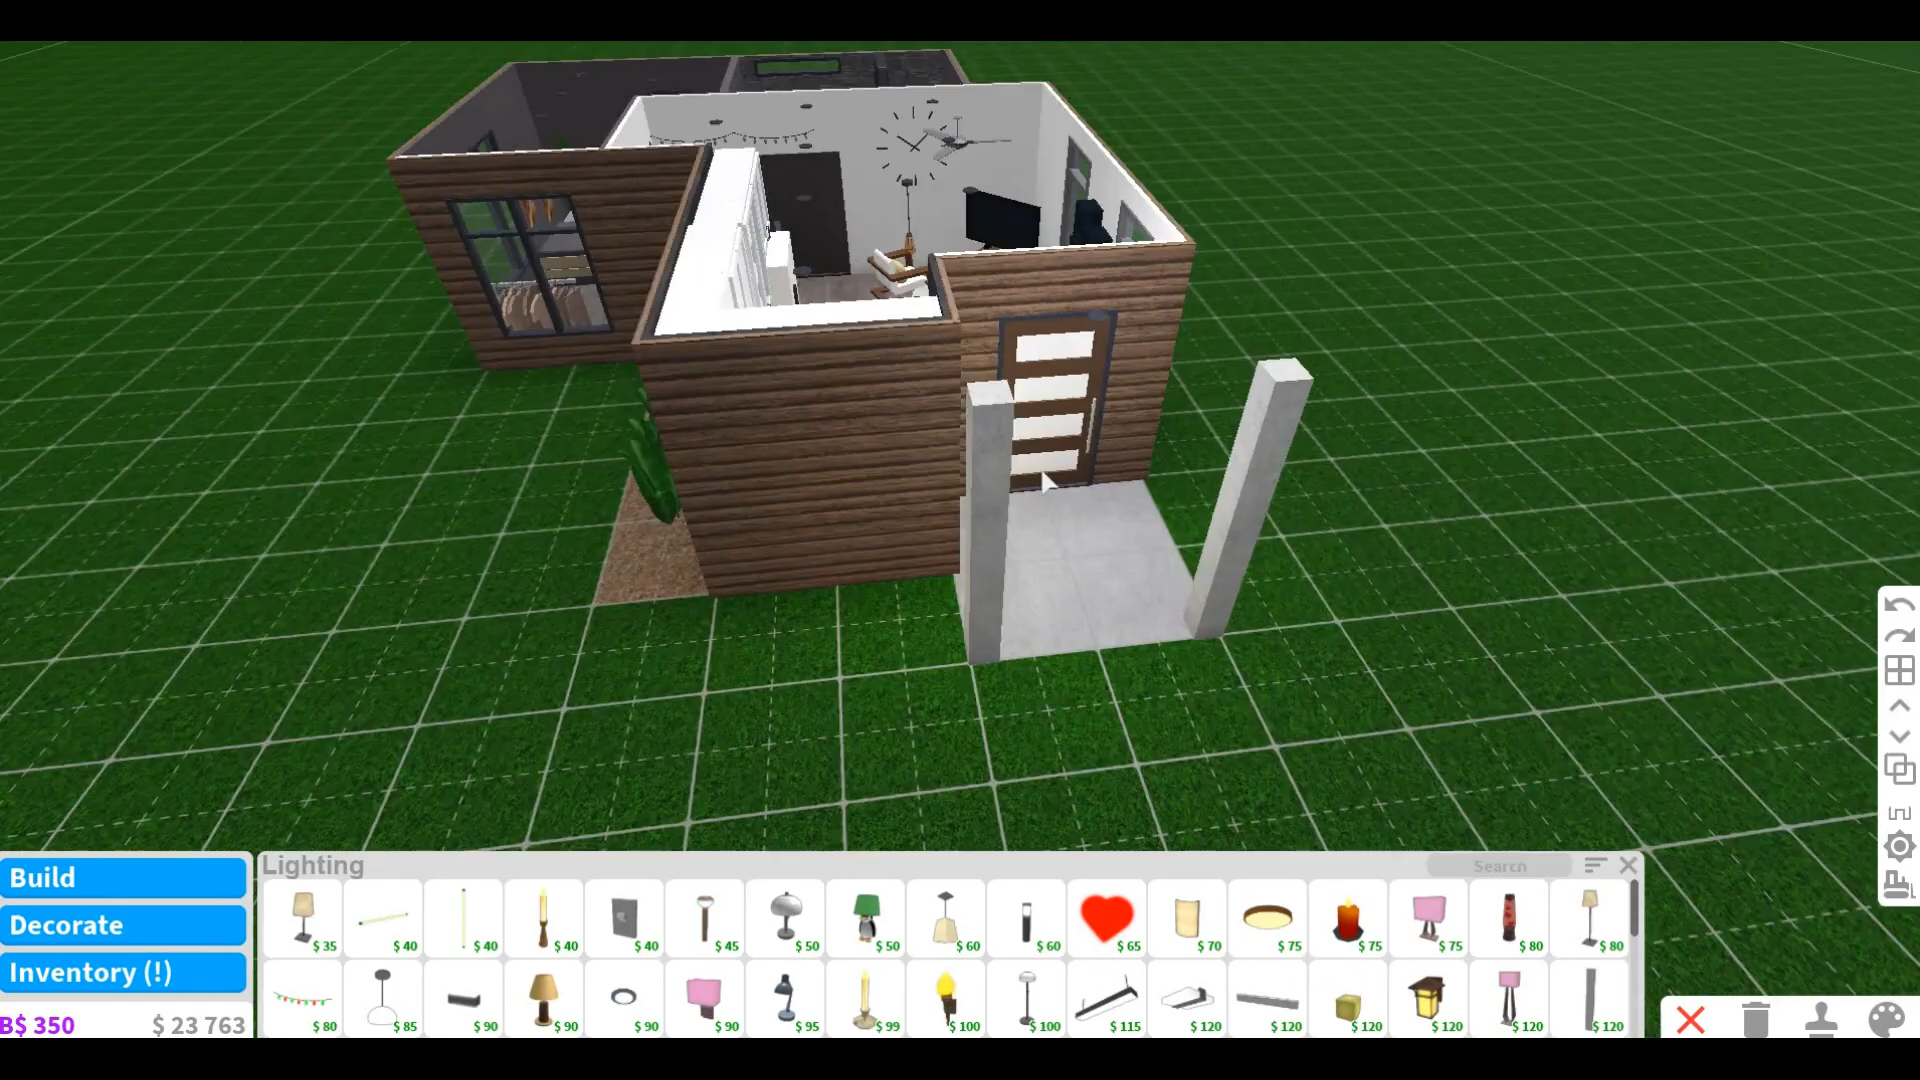 Build
Decorate
Inventory (!)
B$ 350 $ 23 763
Lighting
Search
$ 35 $ 40 $ 40 $ 40 $ 40 $ 45 $ 50 $ 50 $ 60 $ 60 $ 65 $ 70 $ 75 $ 75 $ 75 $ 80 $ 80
$ 80 $ 85 $ 90 $ 90 $ 90 $ 90 $ 95 $ 99 $ 100 $ 100 $ 115 $ 120 $ 120 $ 120 $ 120 $ 120 $ 120